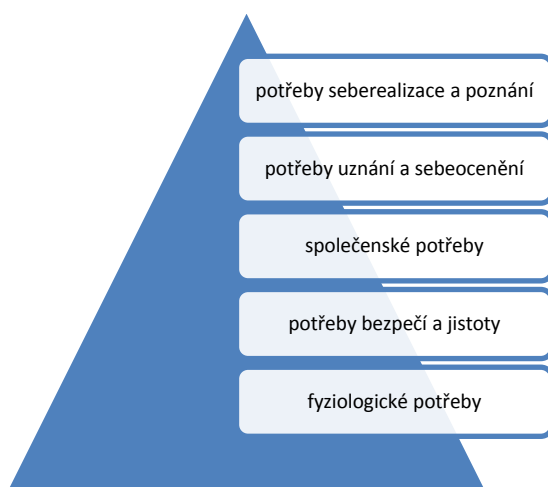 potřeby seberealizace a poznání
potřeby uznání a sebeocenění
společenské potřeby
potřeby bezpečí a jistoty
fyziologické potřeby